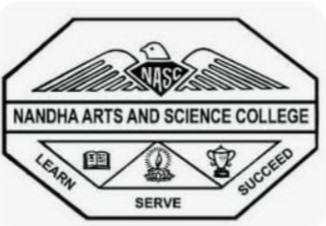 NASC
NANDHA ARTS AND SCIENCE COLLEGE
LEARN
SERVE
SUCCEED